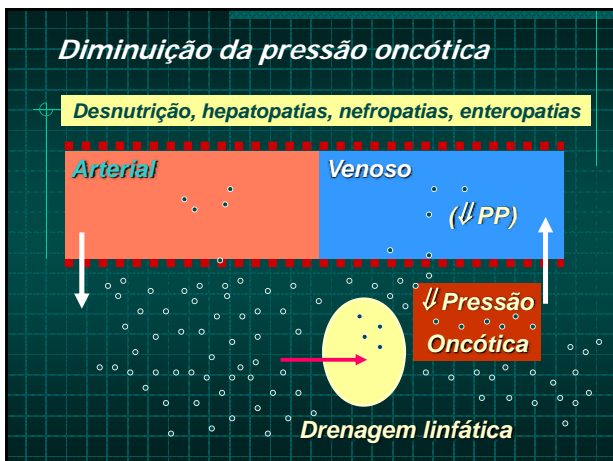 Diminuição da pressão oncótica
Desnutrição, hepatopatias, nefropatias, enteropatias
Arterial
Venoso
(⇓PP)
⇓Pressão
Oncótica
Drenagem linfática